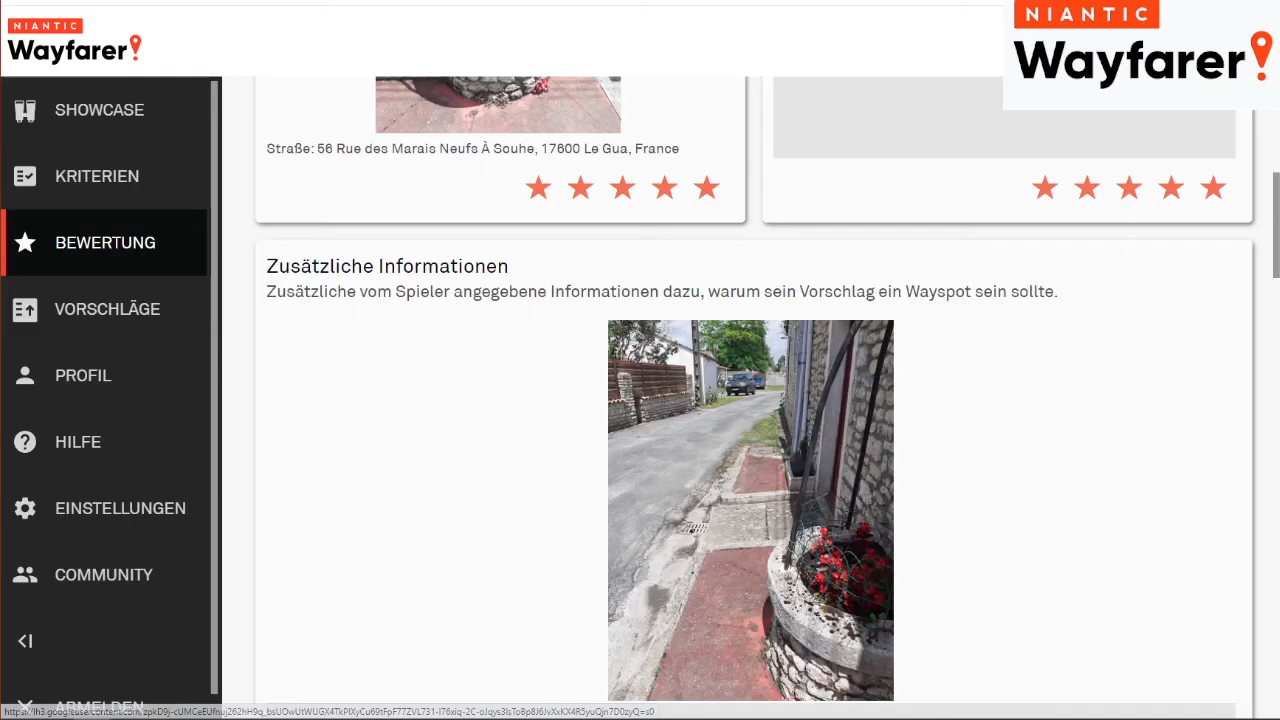 NIANTIC
Wayfarer
NIANTIC
Wayfarer
SHOWCASE
KRITERIEN
BEWERTUNG
VORSCHLÄGE
PROFIL
HILFE
EINSTELLUNGEN
COMMUNITY
ABMELDEN
Straße: 56 Rue des Marais Neufs À Souhe, 17600 Le Gua, France
Zusätzliche Informationen
Zusätzliche vom Spieler angegebene Informationen dazu, warum sein Vorschlag ein Wayspot sein sollte.